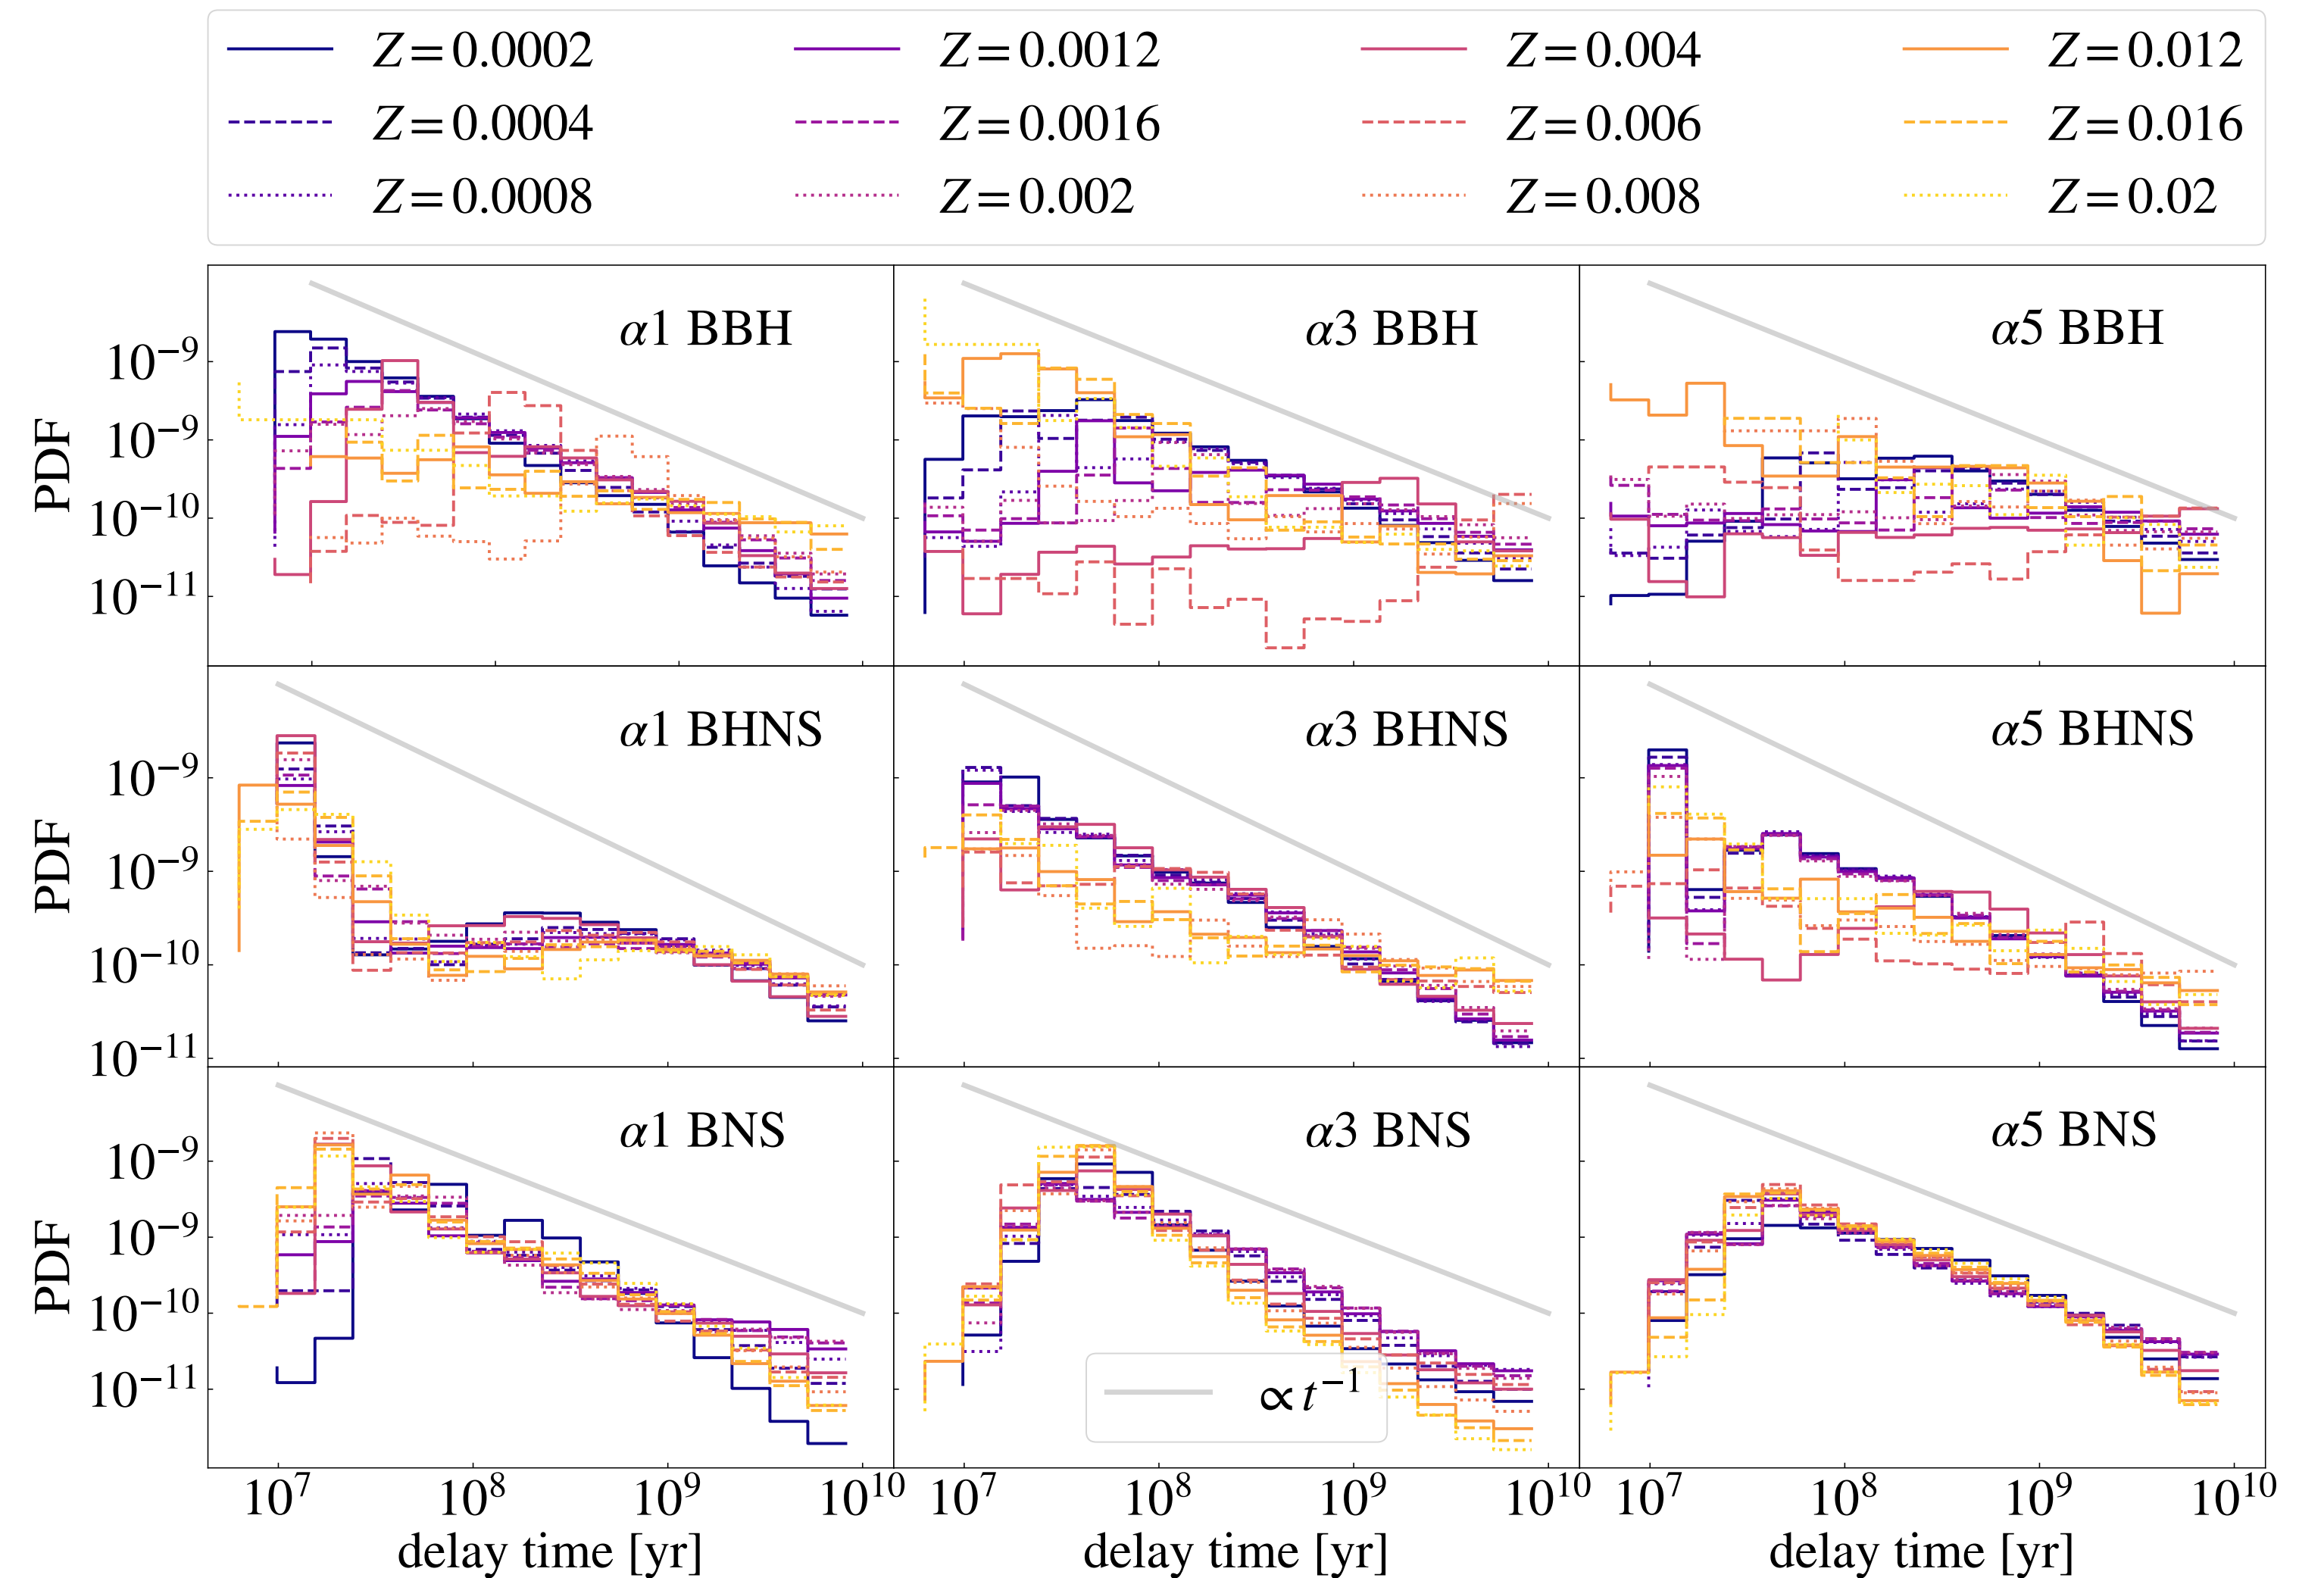 Z=0.0002 Z=0.0012 Z=0.004 Z=0.012
Z=0.0004 Z=0.0016 Z=0.006 Z=0.016
Z=0.0008 Z=0.002 Z=0.008 Z=0.02
α1 BBH α3 BBH α5 BBH
10⁻⁹
10⁻⁹
10⁻¹⁰
10⁻¹¹
PDF
α1 BHNS α3 BHNS α5 BHNS
10⁻⁹
10⁻⁹
10⁻¹⁰
10⁻¹¹
PDF
α1 BNS α3 BNS α5 BNS
10⁻⁹
10⁻⁹
10⁻¹⁰
10⁻¹¹
PDF
∝t⁻¹
10⁷ 10⁸ 10⁹ 10¹⁰ 10⁷ 10⁸ 10⁹ 10¹⁰ 10⁷ 10⁸ 10⁹ 10¹⁰
delay time [yr] delay time [yr] delay time [yr]